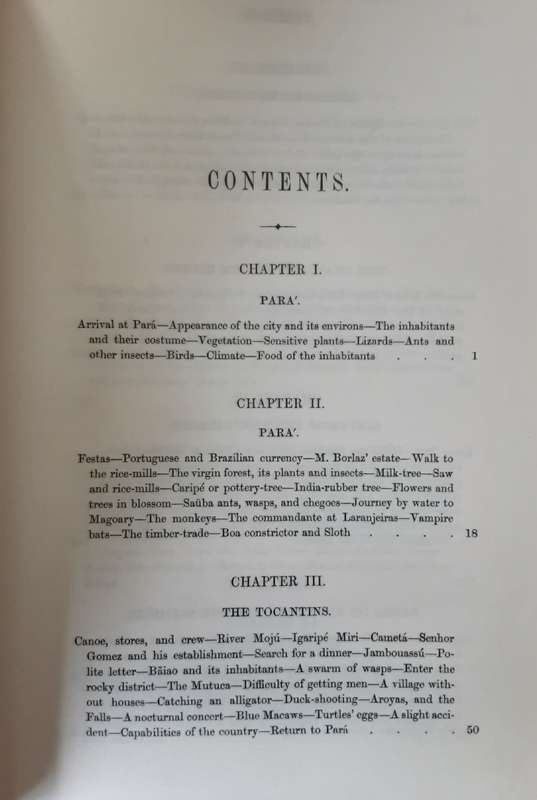 CONTENTS.
CHAPTER I.
PARA'.
Arrival at Pará—Appearance of the city and its environs—The inhabitants
and their costume—Vegetation—Sensitive plants—Lizards—Ants and
other insects—Birds—Climate—Food of the inhabitants . . . 1
CHAPTER II.
PARA'.
Festas—Portuguese and Brazilian currency—M. Borlaz' estate—Walk to
the rice-mills—The virgin forest, its plants and insects—Milk-tree—Saw
and rice-mills—Caripé or pottery-tree—India-rubber tree—Flowers and
trees in blossom—Saüba ants, wasps, and chegoes—Journey by water to
Magoary—The monkeys—The commandante at Laranjeiras—Vampire
bats—The timber-trade—Boa constrictor and Sloth . . . . 18
CHAPTER III.
THE TOCANTINS.
Canoe, stores, and crew—River Mojú—Igaripé Miri—Cametá—Senhor
Gomez and his establishment—Search for a dinner—Jambouassú—Po-
lite letter—Bãiao and its inhabitants—A swarm of wasps—Enter the
rocky district—The Mutuca—Difficulty of getting men—A village with-
out houses—Catching an alligator—Duck-shooting—Aroyas, and the
Falls—A nocturnal concert—Blue Macaws—Turtles' eggs—A slight acci-
dent—Capabilities of the country—Return to Pará . . . . 50